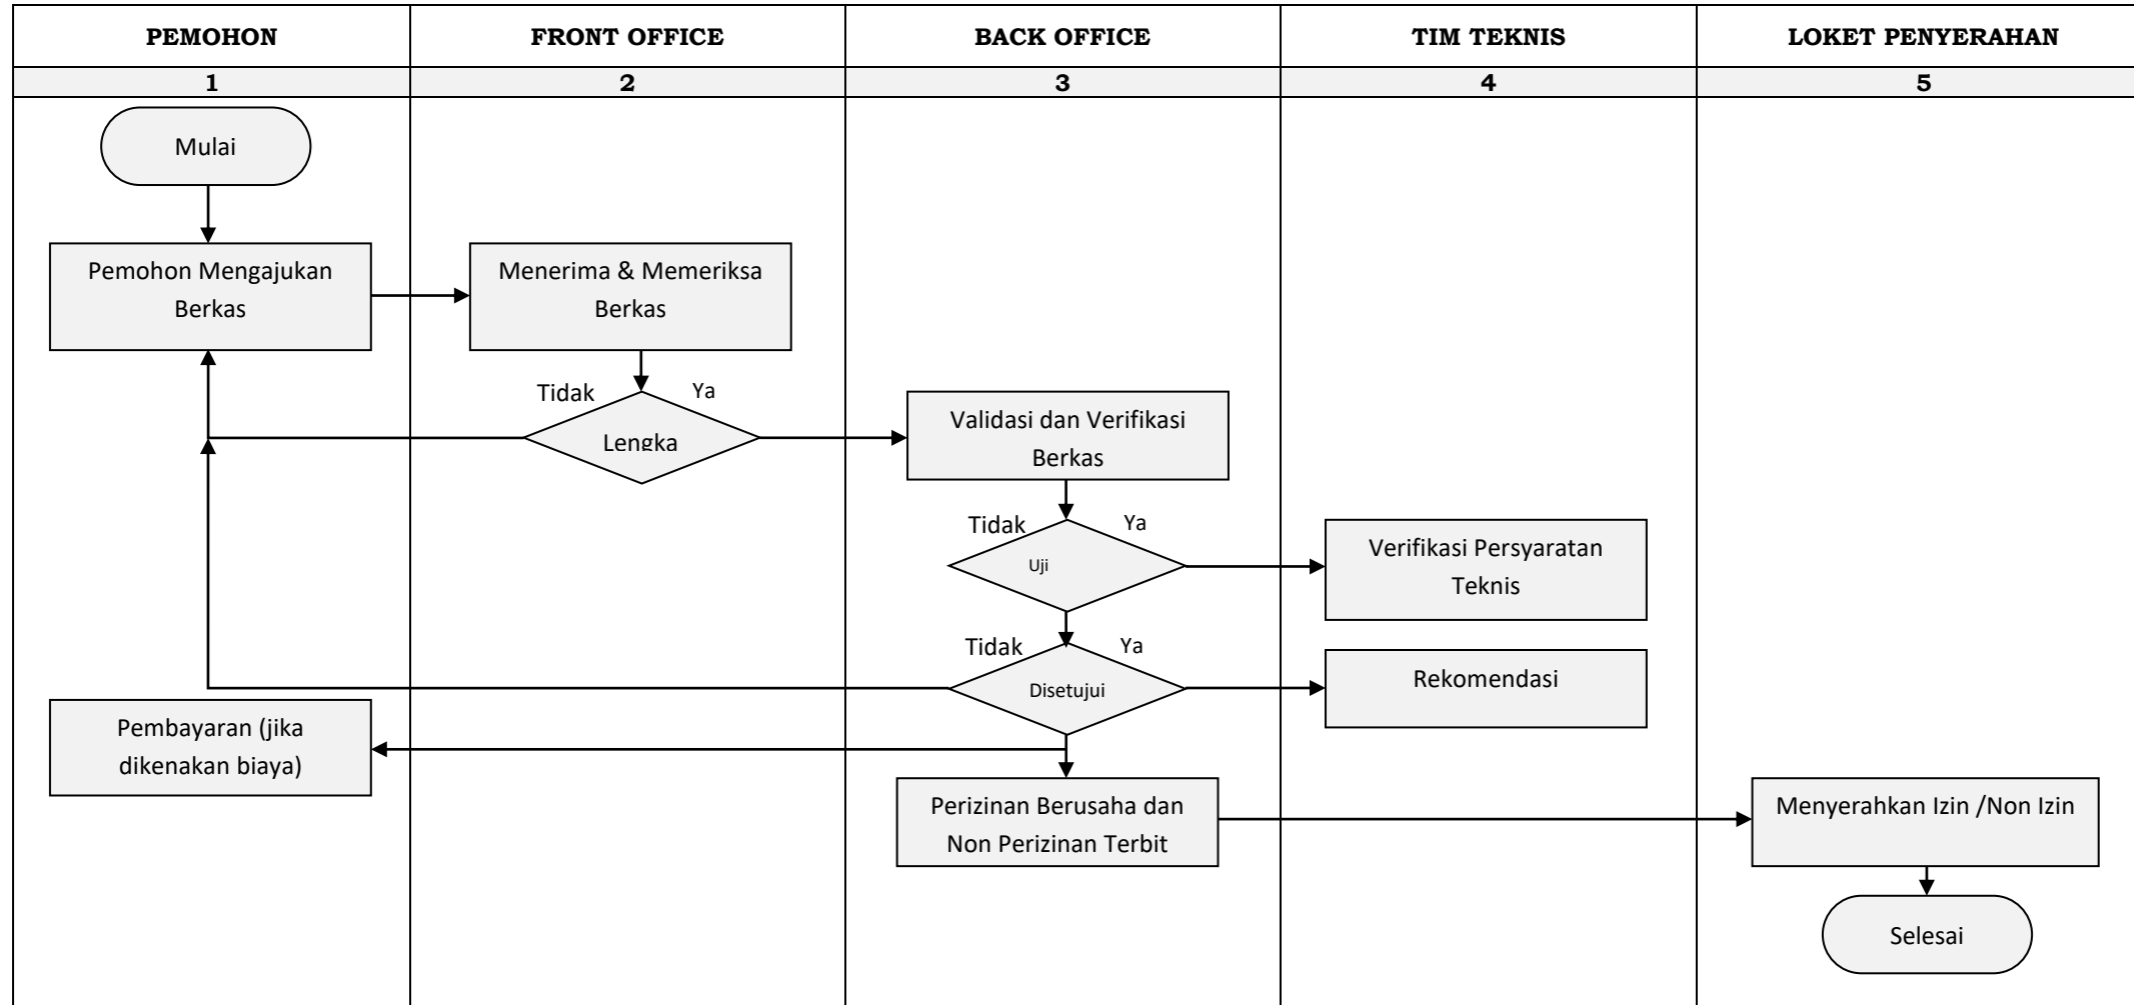 PEMOHON
FRONT OFFICE
BACK OFFICE
TIM TEKNIS
LOKET PENYERAHAN
1
2
3
4
5
Mulai
Pemohon Mengajukan
Berkas
Menerima & Memeriksa
Berkas
Tidak
Ya
Lengka
Validasi dan Verifikasi
Berkas
Tidak
Ya
Uji
Verifikasi Persyaratan
Teknis
Tidak
Ya
Disetujui
Rekomendasi
Pembayaran (jika
dikenakan biaya)
Perizinan Berusaha dan
Non Perizinan Terbit
Menyerahkan Izin /Non Izin
Selesai